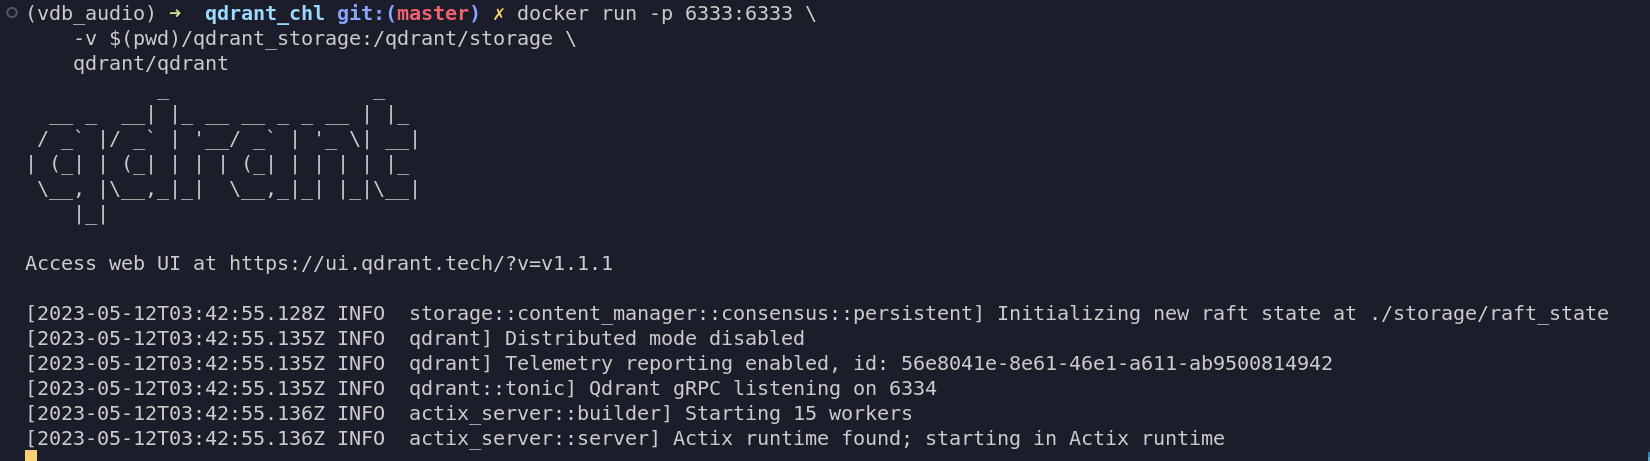 (vdb_audio) ➜  qdrant_chl git:(master) ✗ docker run -p 6333:6333 \
    -v $(pwd)/qdrant_storage:/qdrant/storage \
    qdrant/qdrant
           _                 _
  __ _  __| |_ __ __ _ _ __ | |_
 / _` |/ _` | '__/ _` | '_ \| __|
| (_| | (_| | | | (_| | | | | |_
 \__, |\__,_|_|  \__,_|_| |_|\__|
    |_|
Access web UI at https://ui.qdrant.tech/?v=v1.1.1
[2023-05-12T03:42:55.128Z INFO  storage::content_manager::consensus::persistent] Initializing new raft state at ./storage/raft_state
[2023-05-12T03:42:55.135Z INFO  qdrant] Distributed mode disabled
[2023-05-12T03:42:55.135Z INFO  qdrant] Telemetry reporting enabled, id: 56e8041e-8e61-46e1-a611-ab9500814942
[2023-05-12T03:42:55.135Z INFO  qdrant::tonic] Qdrant gRPC listening on 6334
[2023-05-12T03:42:55.136Z INFO  actix_server::builder] Starting 15 workers
[2023-05-12T03:42:55.136Z INFO  actix_server::server] Actix runtime found; starting in Actix runtime